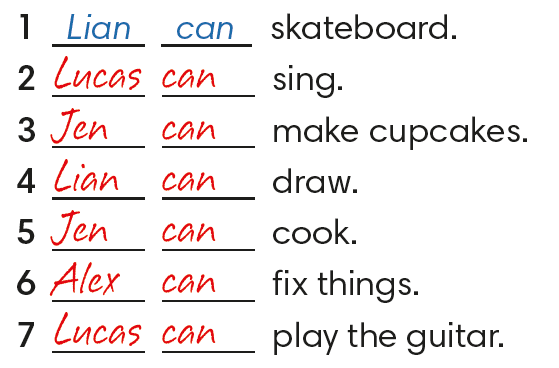 1 Lian can skateboard.
2 Lucas can sing.
3 Jen can make cupcakes.
4 Lian can draw.
5 Jen can cook.
6 Alex can fix things.
7 Lucas can play the guitar.